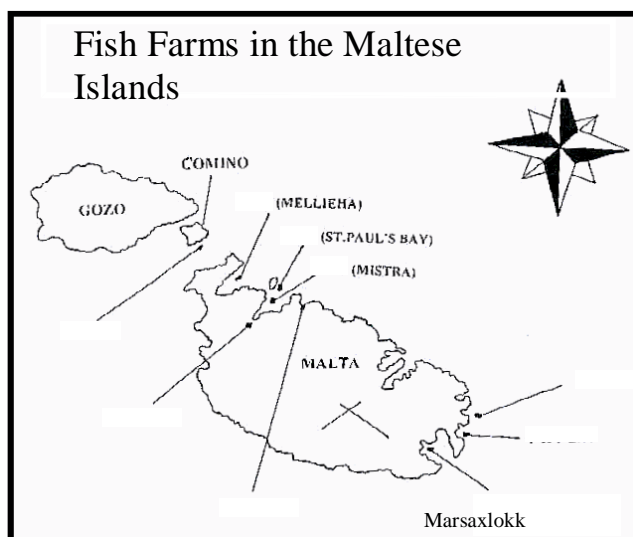 Fish Farms in the Maltese
Islands
COMINO
GOZO
(MELLIEHA)
(ST.PAUL'S BAY)
(MISTRA)
MALTA
Marsaxlokk